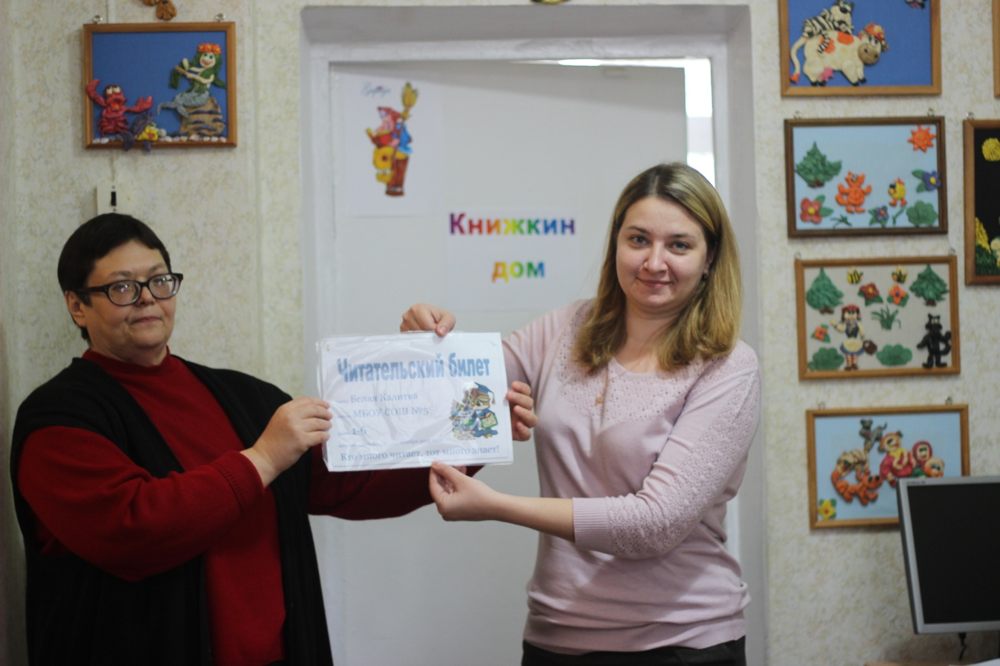 Книжкин
дом
Читательский билет
Белая Калитва
МБОУ СОШ №5
1-б
Кто много читает, тот много знает!